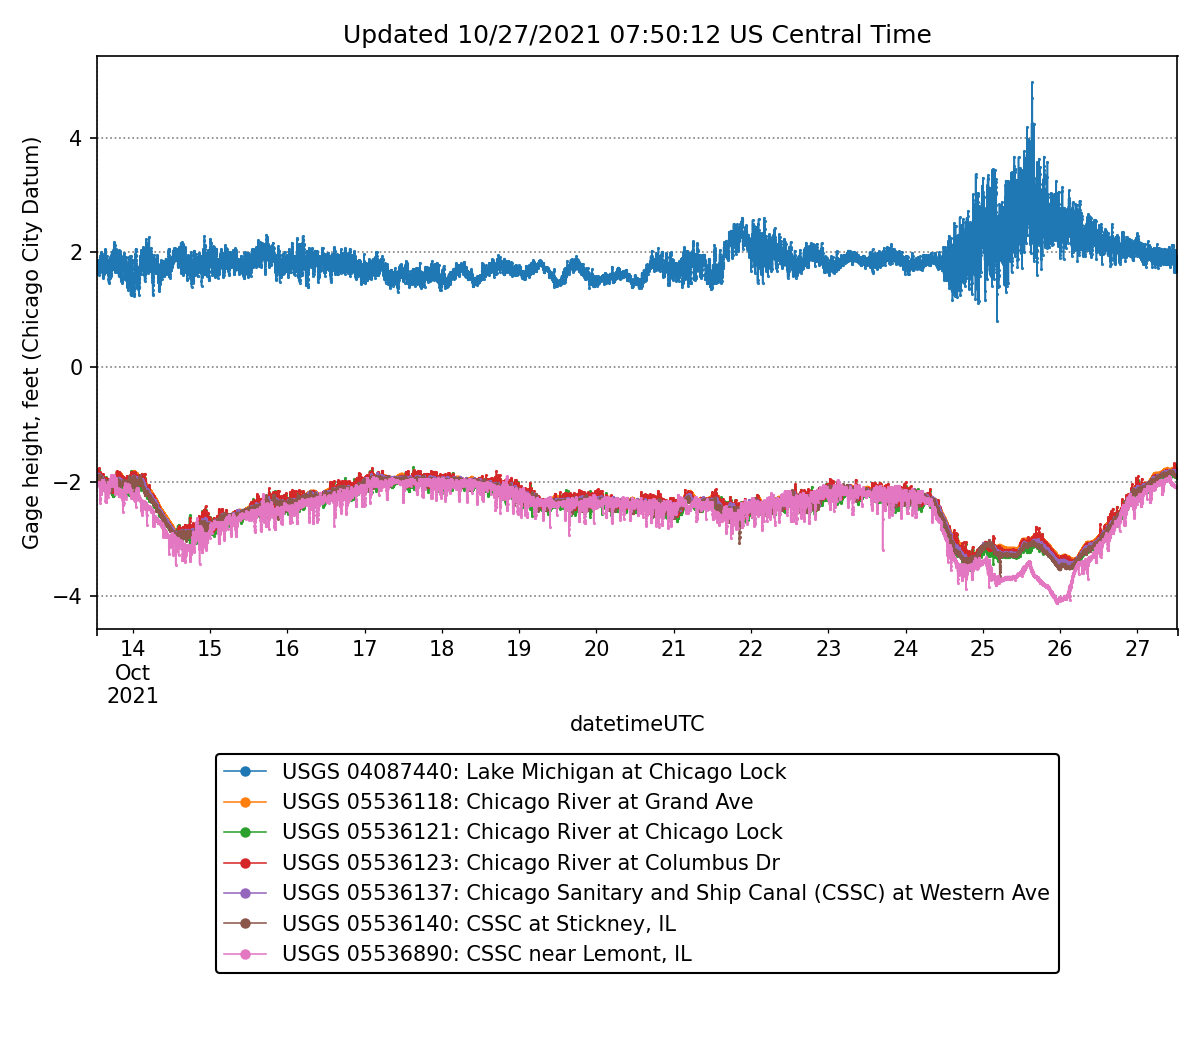 Updated 10/27/2021 07:50:12 US Central Time
Gage height, feet (Chicago City Datum)
4
2
0
−2
−4
14 15 16 17 18 19 20 21 22 23 24 25 26 27
Oct
2021
datetimeUTC
USGS 04087440: Lake Michigan at Chicago Lock
USGS 05536118: Chicago River at Grand Ave
USGS 05536121: Chicago River at Chicago Lock
USGS 05536123: Chicago River at Columbus Dr
USGS 05536137: Chicago Sanitary and Ship Canal (CSSC) at Western Ave
USGS 05536140: CSSC at Stickney, IL
USGS 05536890: CSSC near Lemont, IL